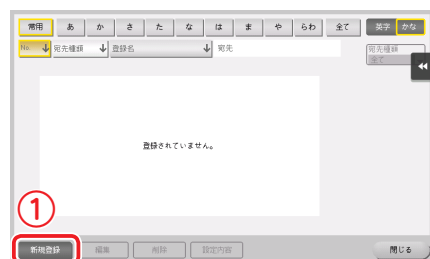 常用 あ か さ た な は ま や らわ 全て 英字 かな
No. 宛先種類 登録名 宛先 宛先種類
全て
登録されていません。
①
新規登録 編集 削除 設定内容 閉じる